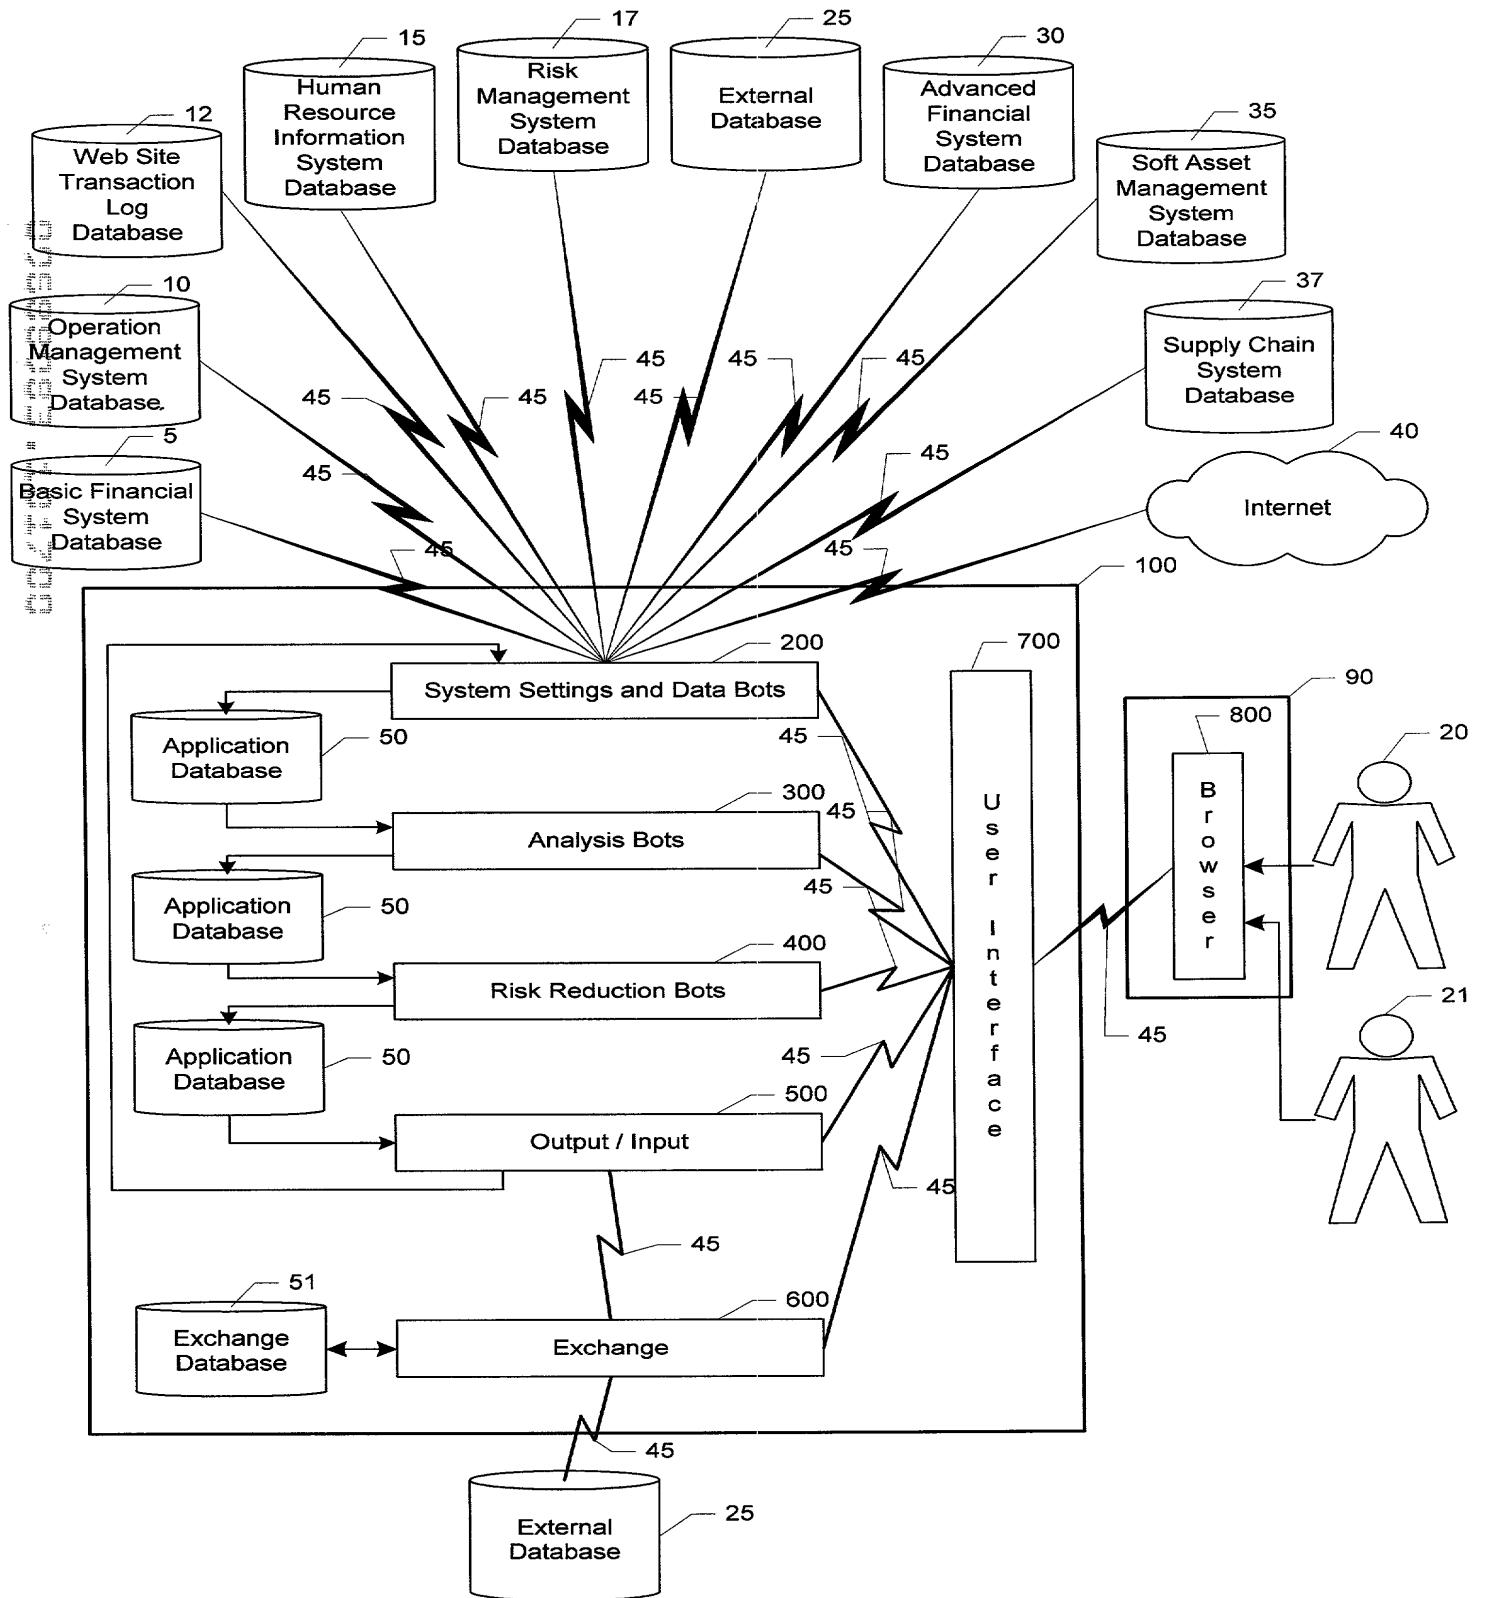 17
25
15
30
Risk
Management
System
Database
External
Database
Human
Resource
Information
System
Database
Advanced
Financial
System
Database
12
35
Web Site
Transaction
Log
Database
Soft Asset
Management
System
Database
10
37
Operation
Management
System
Database
Supply Chain
System
Database
45
45
45
45
45
45
5
40
45
45
Basic Financial
System
Database
Internet
45
45
100
200
700
System Settings and Data Bots
90
800
20
50
45
Application
Database
300
45
Analysis Bots
User Interface
Browser
45
50
Application
Database
400
Risk Reduction Bots
21
45
50
45
Application
Database
500
Output / Input
45
45
51
600
Exchange
Database
Exchange
45
25
External
Database